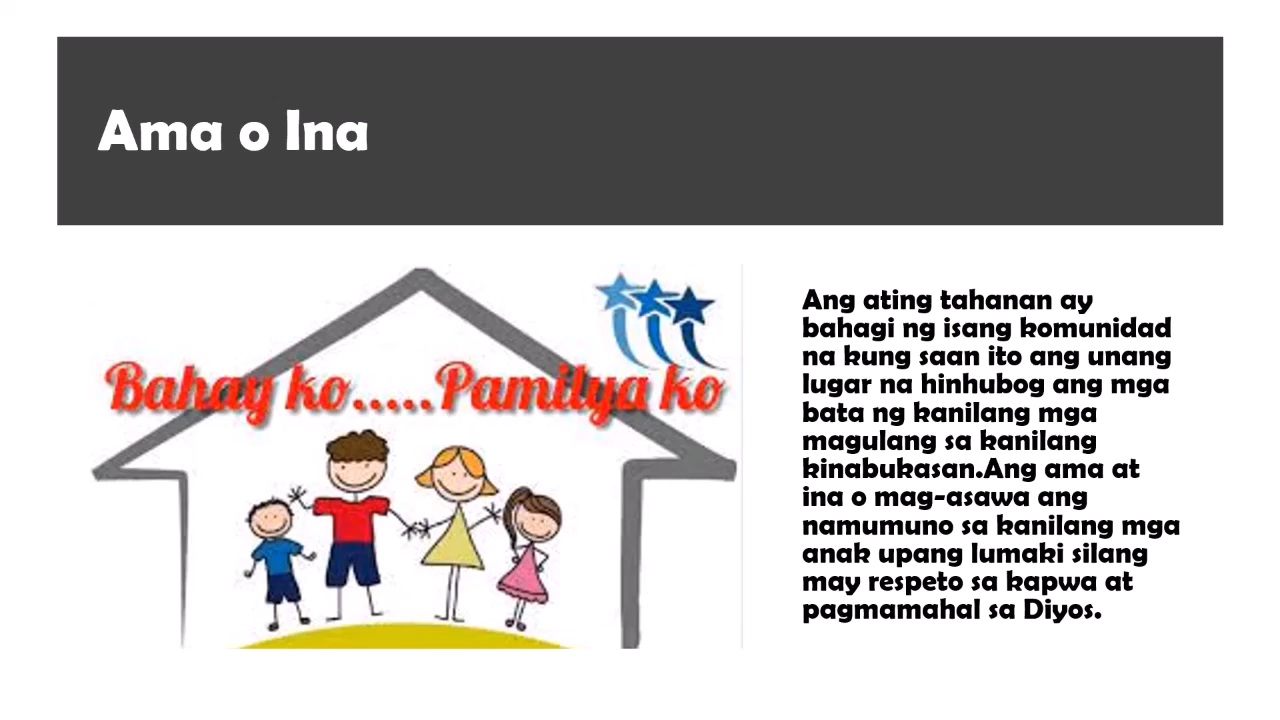 Ama o Ina
Bahay ko.....Pamilya ko
Ang ating tahanan ay
bahagi ng isang komunidad
na kung saan ito ang unang
lugar na hinhubog ang mga
bata ng kanilang mga
magulang sa kanilang
kinabukasan.Ang ama at
ina o mag-asawa ang
namumuno sa kanilang mga
anak upang lumaki silang
may respeto sa kapwa at
pagmamahal sa Diyos.